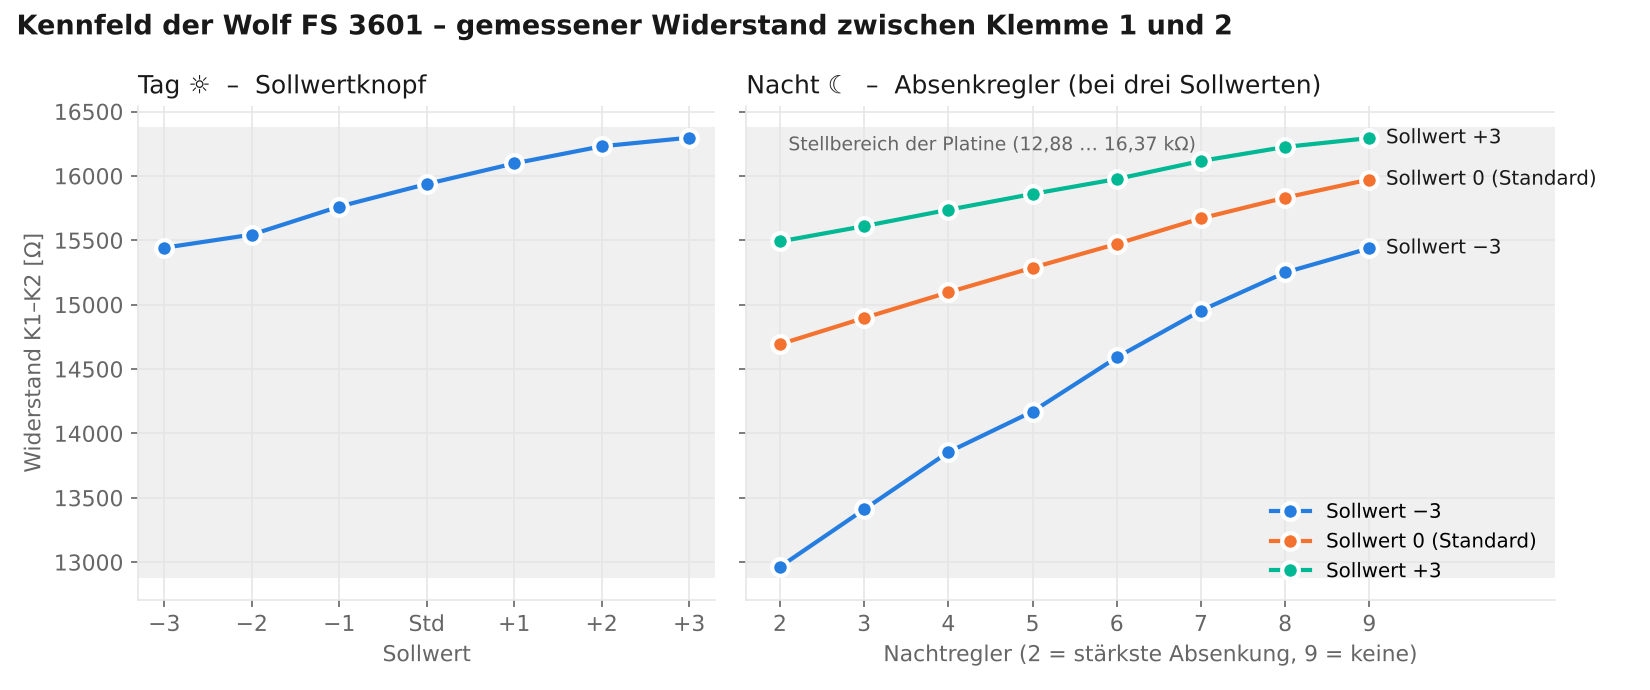 Kennfeld der Wolf FS 3601 – gemessener Widerstand zwischen Klemme 1 und 2
Tag ☼ – Sollwertknopf
Nacht ☾ – Absenkregler (bei drei Sollwerten)
Widerstand K1–K2 [Ω]
16500
16000
15500
15000
14500
14000
13500
13000
−3 −2 −1 Std +1 +2 +3
Sollwert
Stellbereich der Platine (12,88 … 16,37 kΩ)
Sollwert +3
Sollwert 0 (Standard)
Sollwert −3
Sollwert −3
Sollwert 0 (Standard)
Sollwert +3
2 3 4 5 6 7 8 9
Nachtregler (2 = stärkste Absenkung, 9 = keine)